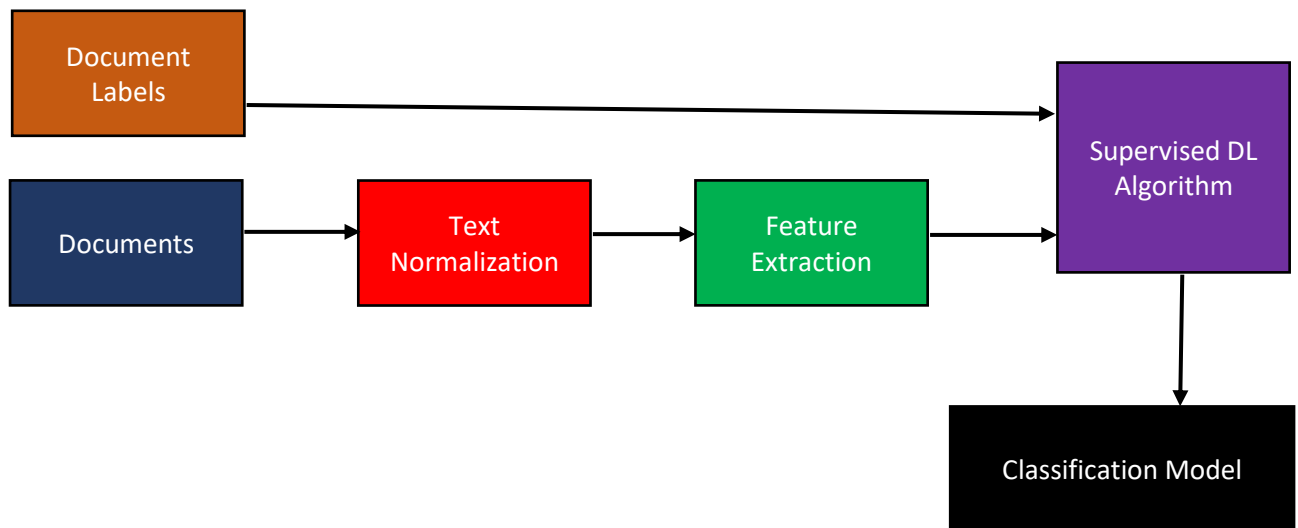 Document
Labels
Supervised DL
Algorithm
Documents
Text
Normalization
Feature
Extraction
Classification Model